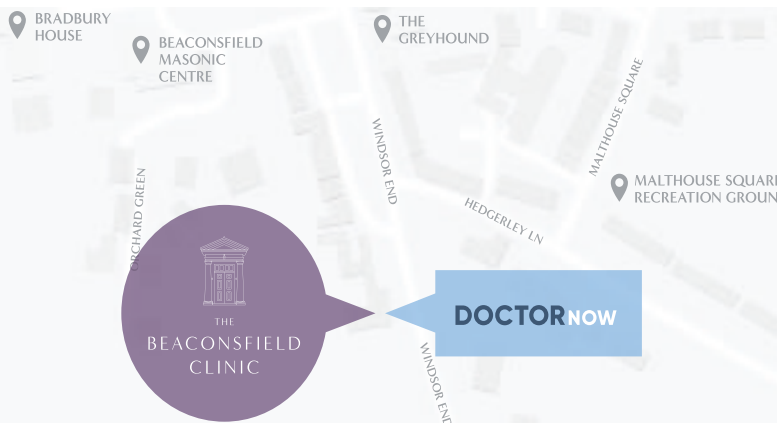 BRADBURY
HOUSE
BEACONSFIELD
MASONIC
CENTRE
THE
GREYHOUND
WINDSOR END
MALTHOUSE SQUARE
MALTHOUSE SQUARE
RECREATION GROUN
ORCHARD GREEN
HEDGERLEY LN
THE
BEACONSFIELD
CLINIC
DOCTORNOW
WINDSOR END